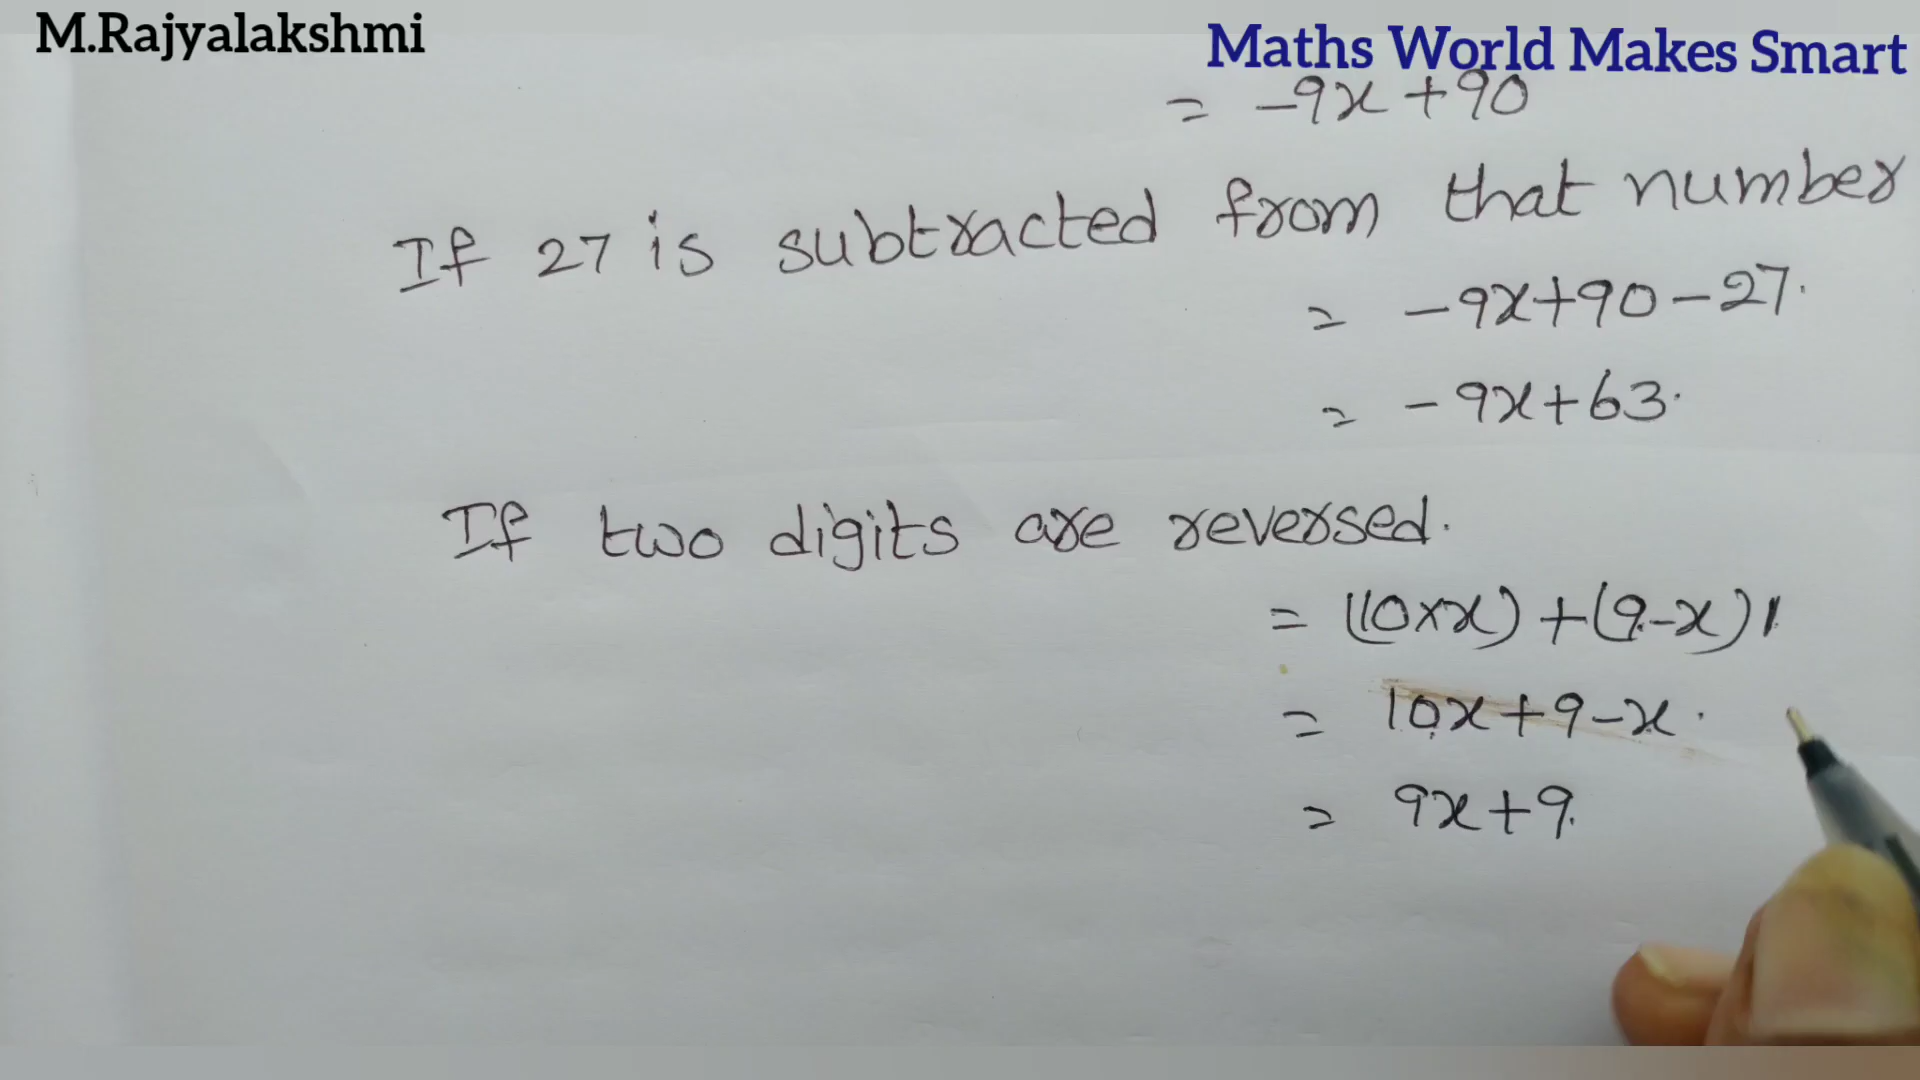 M.Rajyalakshmi
Maths World Makes Smart
= -9x+90
If 27 is subtracted from that number
= -9x+90-27.
= -9x+63.
If two digits are reversed.
= (10×x)+(9-x)1
= 10x+9-x.
= 9x+9.